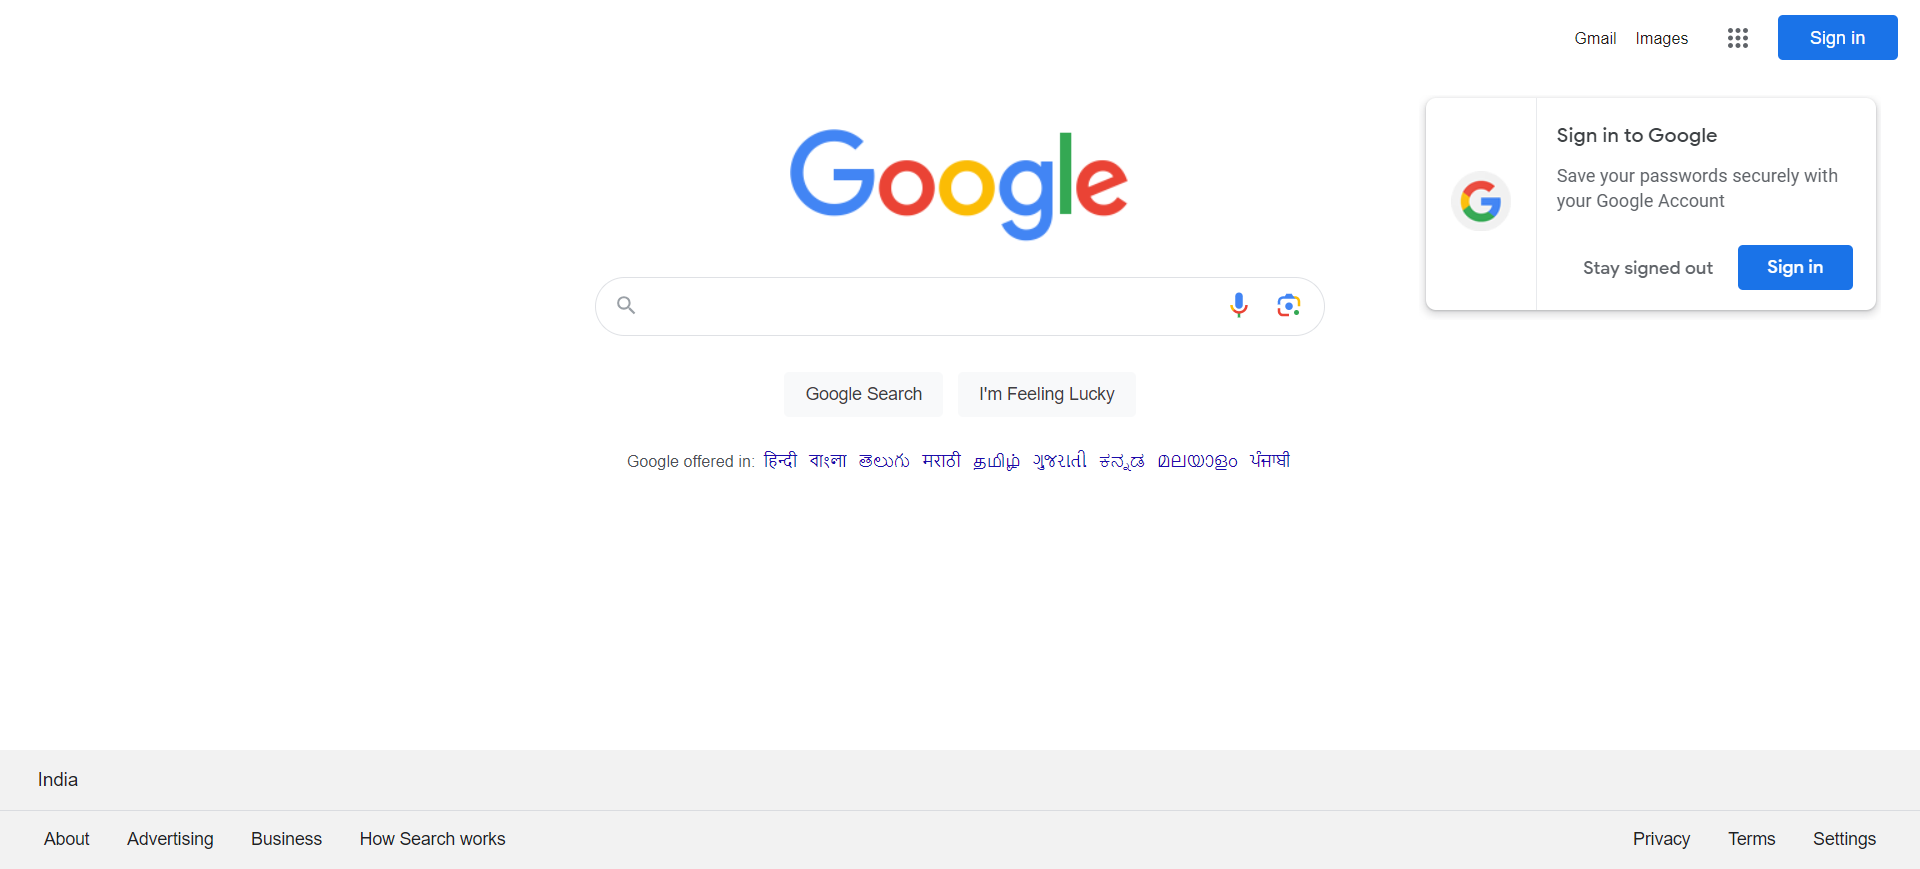 Gmail Images Sign in
Google
Sign in to Google
Save your passwords securely with
your Google Account
Stay signed out Sign in
Google Search I'm Feeling Lucky
Google offered in: हिन्दी বাংলা తెలుగు मराठी தமிழ் ગુજરાતી ಕನ್ನಡ മലയാളം ਪੰਜਾਬੀ
India
About Advertising Business How Search works Privacy Terms Settings